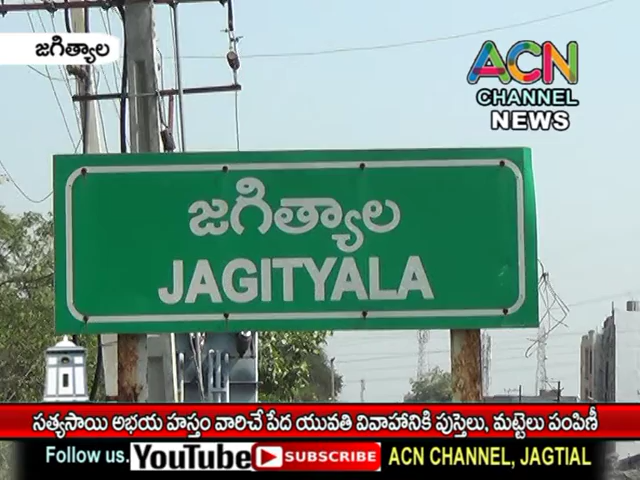 జగిత్యాల
ACN
CHANNEL
NEWS
జగిత్యాల
JAGITYALA
సత్యసాయి అభయ హస్తం వారిచే పేద యువతి వివాహానికి పుస్తెలు, మట్టెలు పంపిణీ
Follow us. YouTube SUBSCRIBE ACN CHANNEL, JAGTIAL